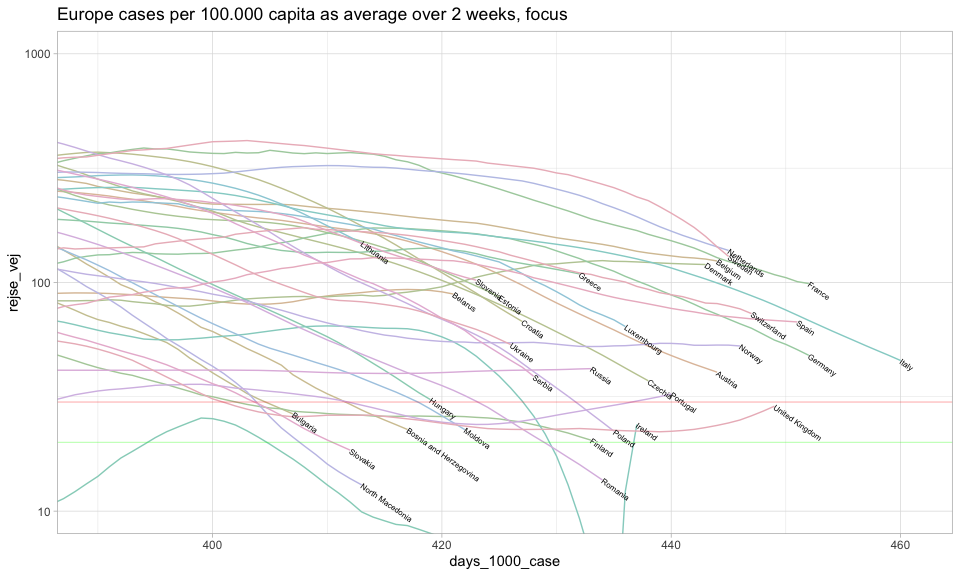 Europe cases per 100.000 capita as average over 2 weeks, focus
1000
100
10
rejse_vej
Lithuania
Netherlands
Sweden
Belgium
Denmark
France
Greece
Slovenia
Estonia
Belarus
Croatia
Switzerland
Spain
Luxembourg
Ukraine
Norway
Germany
Italy
Serbia
Russia
Austria
Czechia
Portugal
Hungary
Bulgaria
Moldova
Bosnia and Herzegovina
Poland
Ireland
Finland
United Kingdom
Slovakia
Romania
North Macedonia
400
420
440
460
days_1000_case